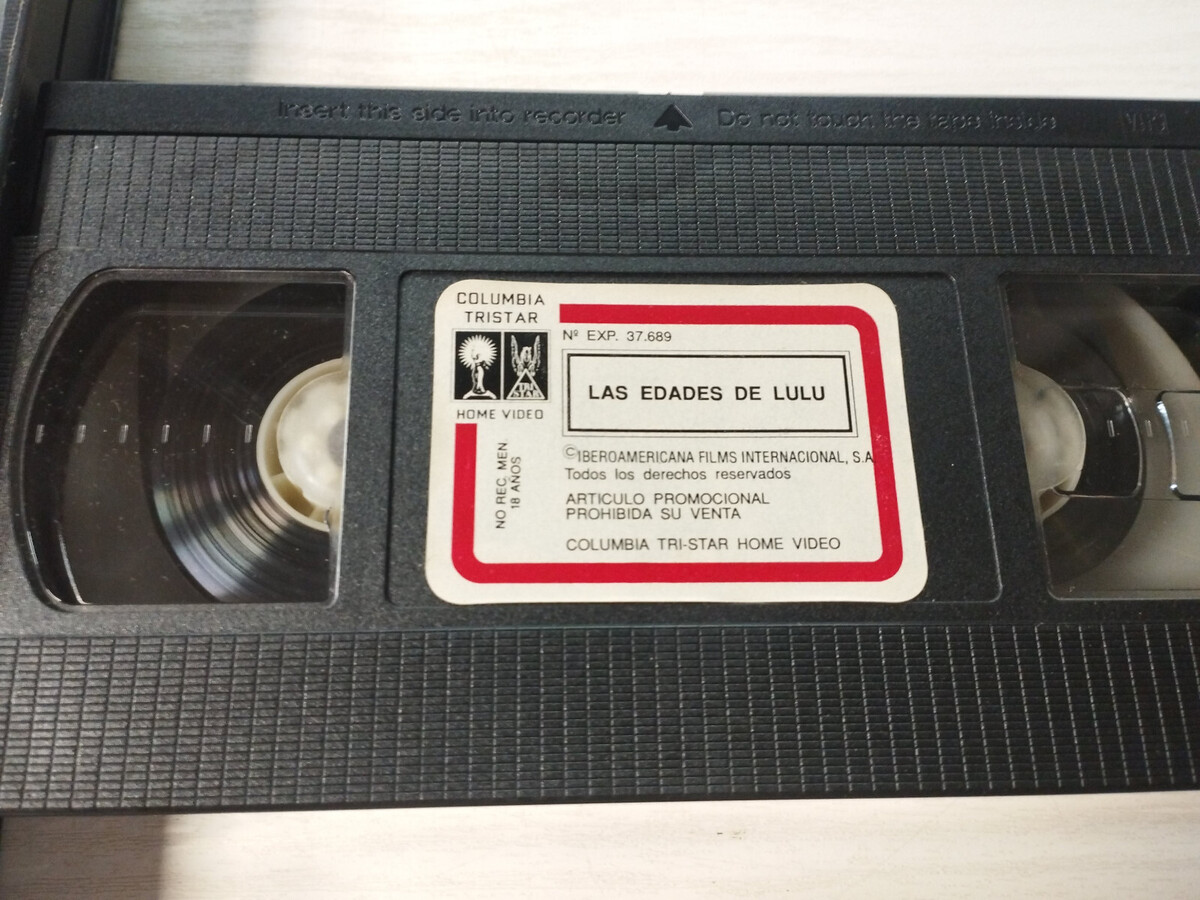 Insert this side into recorder
Do not touch the tape inside
COLUMBIA
TRISTAR
TRI
STAR
HOME VIDEO
Nº EXP. 37.689
LAS EDADES DE LULU
©IBEROAMERICANA FILMS INTERNACIONAL, S.A
Todos los derechos reservados
NO REC. MEN.
18 AÑOS
ARTICULO PROMOCIONAL
PROHIBIDA SU VENTA
COLUMBIA TRI-STAR HOME VIDEO